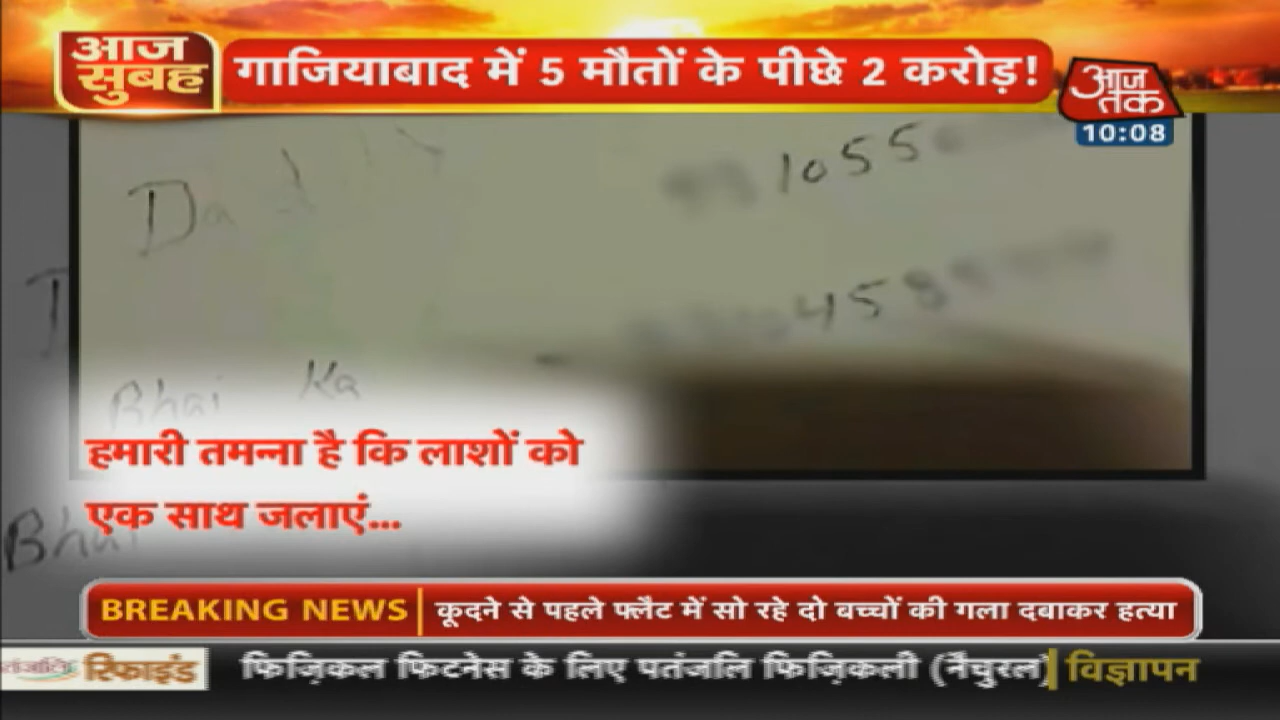 आज
सुबह
गाजियाबाद में 5 मौतों के पीछे 2 करोड़!
आज
तक
10:08
1055
458
Bhai Ka
हमारी तमन्ना है कि लाशों को
एक साथ जलाएं...
Bhai
BREAKING NEWS
कूदने से पहले फ्लैट में सो रहे दो बच्चों की गला दबाकर हत्या
रिफाइंड
फिज़िकल फिटनेस के लिए पतंजलि फिज़िकली (नैचुरल)
विज्ञापन